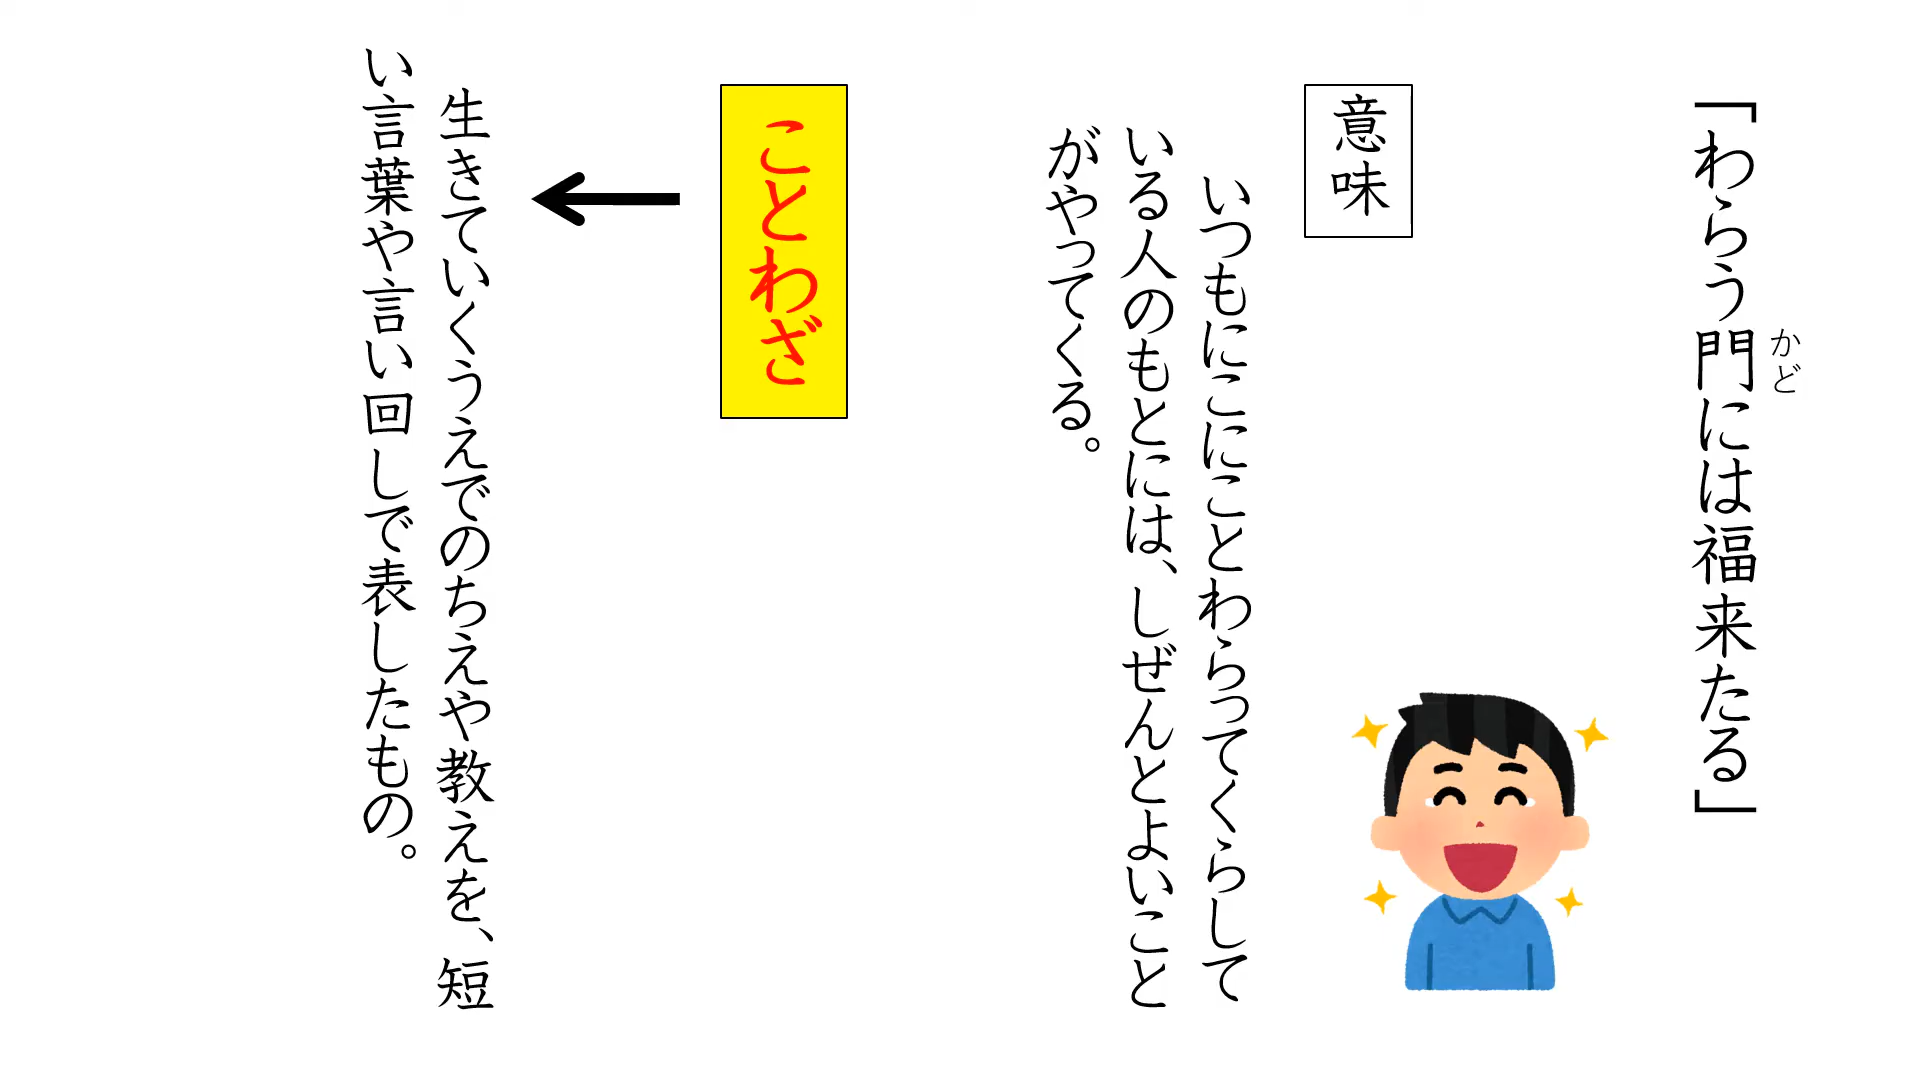 「わらう門には福来たる」
かど
意味
いつもにこにことわらってくらして
いる人のもとには、しぜんとよいこと
がやってくる。
ことわざ
生きていくうえでのちえや教えを、短
い言葉や言い回しで表したもの。